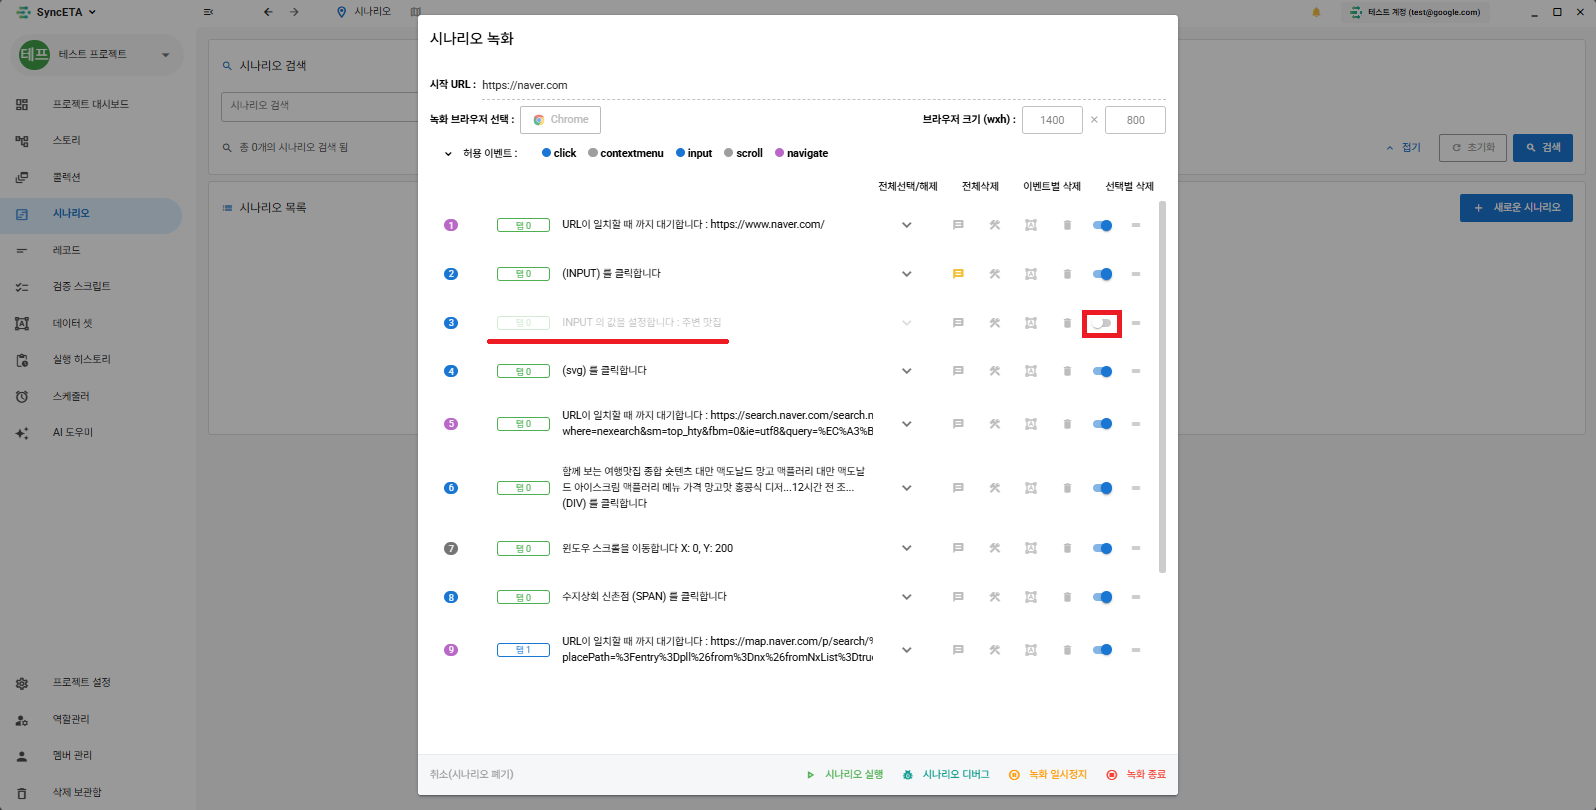 SyncETA
시나리오
테스트 계정 (test@google.com)
테프
테스트 프로젝트
프로젝트 대시보드
스토리
콜렉션
시나리오
레코드
검증 스크립트
데이터 셋
실행 히스토리
스케줄러
AI 도우미
프로젝트 설정
역할관리
멤버 관리
삭제 보관함
시나리오 검색
시나리오 검색
총 0개의 시나리오 검색 됨
접기
초기화
검색
시나리오 목록
새로운 시나리오
시나리오 녹화
시작 URL : https://naver.com
녹화 브라우저 선택 : Chrome
브라우저 크기 (wxh) : 1400 × 800
허용 이벤트 : click contextmenu input scroll navigate
전체선택/해제 전체삭제 이벤트별 삭제 선택별 삭제
1 탭 0 URL이 일치할 때 까지 대기합니다 : https://www.naver.com/
2 탭 0 (INPUT) 를 클릭합니다
3 탭 0 INPUT 의 값을 설정합니다 : 주변 맛집
4 탭 0 (svg) 를 클릭합니다
5 탭 0 URL이 일치할 때 까지 대기합니다 : https://search.naver.com/search.n
where=nexearch&sm=top_hty&fbm=0&ie=utf8&query=%EC%A3%B
6 탭 0 함께 보는 여행맛집 종합 숏텐츠 대만 맥도날드 망고 맥플러리 대만 맥도날
드 아이스크림 맥플러리 메뉴 가격 망고맛 홍콩식 디저...12시간 전 조...
(DIV) 를 클릭합니다
7 탭 0 윈도우 스크롤을 이동합니다 X: 0, Y: 200
8 탭 0 수지상회 신촌점 (SPAN) 를 클릭합니다
9 탭 1 URL이 일치할 때 까지 대기합니다 : https://map.naver.com/p/search/%
placePath=%3Fentry%3Dpll%26from%3Dnx%26fromNxList%3Dtrue
취소(시나리오 폐기)
시나리오 실행
시나리오 디버그
녹화 일시정지
녹화 종료